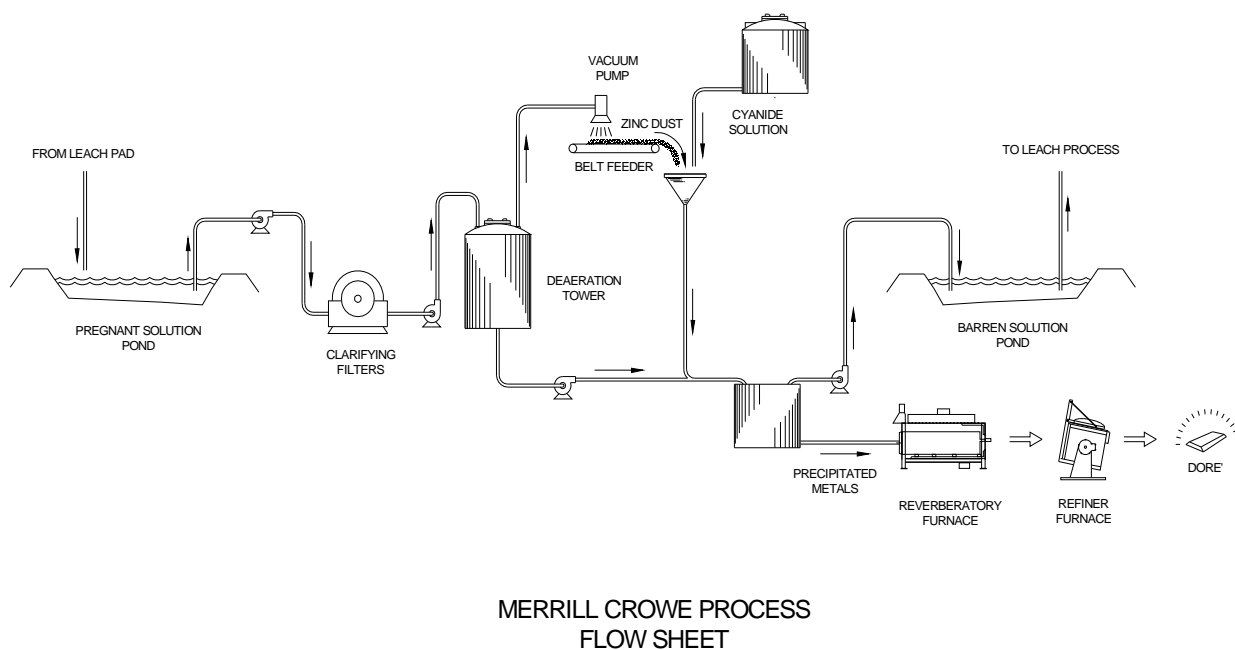 VACUUM
PUMP
ZINC DUST
CYANIDE
SOLUTION
BELT FEEDER
FROM LEACH PAD
TO LEACH PROCESS
DEAERATION
TOWER
PREGNANT SOLUTION
POND
CLARIFYING
FILTERS
BARREN SOLUTION
POND
PRECIPITATED
METALS
REVERBERATORY
FURNACE
REFINER
FURNACE
DORE'
MERRILL CROWE PROCESS
FLOW SHEET